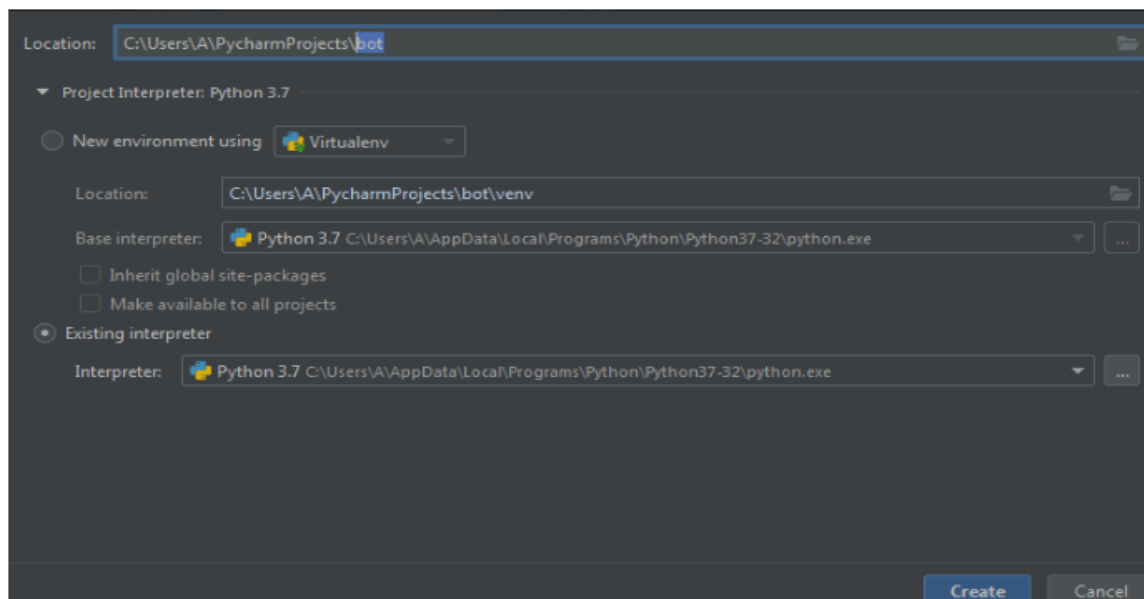 Location: C:\Users\A\PycharmProjects\bot
Project Interpreter: Python 3.7
New environment using Virtualenv
Location: C:\Users\A\PycharmProjects\bot\venv
Base interpreter: Python 3.7 C:\Users\A\AppData\Local\Programs\Python\Python37-32\python.exe ...
Inherit global site-packages
Make available to all projects
Existing interpreter
Interpreter: Python 3.7 C:\Users\A\AppData\Local\Programs\Python\Python37-32\python.exe ...
Create Cancel